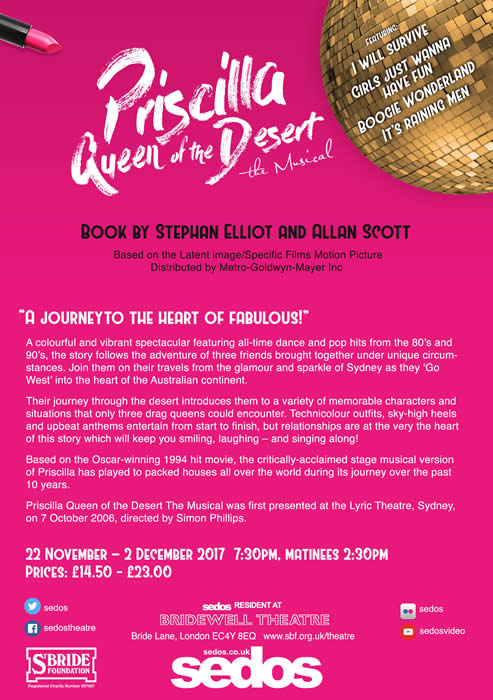 FEATURING:
I WILL SURVIVE
GIRLS JUST WANNA
HAVE FUN
BOOGIE WONDERLAND
IT'S RAINING MEN
Priscilla
Queen of the Desert
the Musical
BOOK BY STEPHAN ELLIOT AND ALLAN SCOTT
Based on the Latent image/Specific Films Motion Picture
Distributed by Metro-Goldwyn-Mayer Inc
"A JOURNEYTO THE HEART OF FABULOUS!"
A colourful and vibrant spectacular featuring all-time dance and pop hits from the 80's and
90's, the story follows the adventure of three friends brought together under unique circum-
stances. Join them on their travels from the glamour and sparkle of Sydney as they 'Go
West' into the heart of the Australian continent.
Their journey through the desert introduces them to a variety of memorable characters and
situations that only three drag queens could encounter. Technicolour outfits, sky-high heels
and upbeat anthems entertain from start to finish, but relationships are at the very the heart
of this story which will keep you smiling, laughing – and singing along!
Based on the Oscar-winning 1994 hit movie, the critically-acclaimed stage musical version
of Priscilla has played to packed houses all over the world during its journey over the past
10 years.
Priscilla Queen of the Desert The Musical was first presented at the Lyric Theatre, Sydney,
on 7 October 2006, directed by Simon Phillips.
22 NOVEMBER – 2 DECEMBER 2017 7:30PM, MATINEES 2:30PM
PRICES: £14.50 - £23.00
sedos
sedostheatre
ST BRIDE
FOUNDATION
Registered Charity Number 207607
sedos RESIDENT AT
BRIDEWELL THEATRE
Bride Lane, London EC4Y 8EQ www.sbf.org.uk/theatre
sedos.co.uk
sedos
sedos
sedosvideo